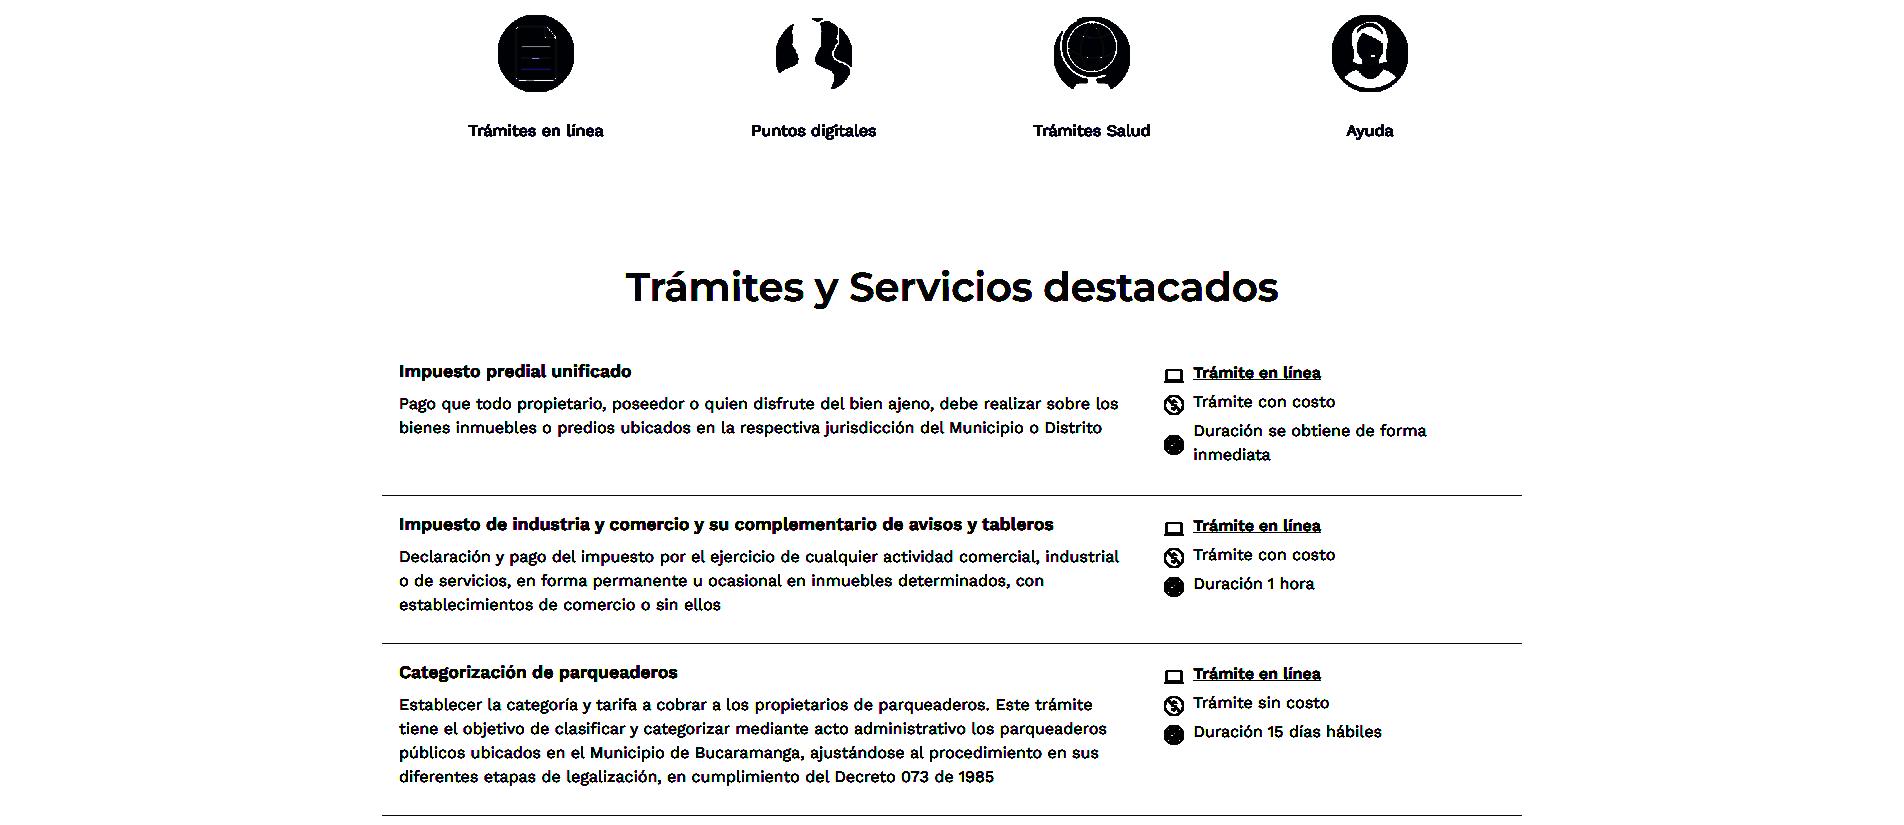 Trámites en línea
Puntos digitales
Trámites Salud
Ayuda
Trámites y Servicios destacados
Impuesto predial unificado
Pago que todo propietario, poseedor o quien disfrute del bien ajeno, debe realizar sobre los
bienes inmuebles o predios ubicados en la respectiva jurisdicción del Municipio o Distrito
Trámite en línea
Trámite con costo
Duración se obtiene de forma
inmediata
Impuesto de industria y comercio y su complementario de avisos y tableros
Declaración y pago del impuesto por el ejercicio de cualquier actividad comercial, industrial
o de servicios, en forma permanente u ocasional en inmuebles determinados, con
establecimientos de comercio o sin ellos
Trámite en línea
Trámite con costo
Duración 1 hora
Categorización de parqueaderos
Establecer la categoría y tarifa a cobrar a los propietarios de parqueaderos. Este trámite
tiene el objetivo de clasificar y categorizar mediante acto administrativo los parqueaderos
públicos ubicados en el Municipio de Bucaramanga, ajustándose al procedimiento en sus
diferentes etapas de legalización, en cumplimiento del Decreto 073 de 1985
Trámite en línea
Trámite sin costo
Duración 15 días hábiles